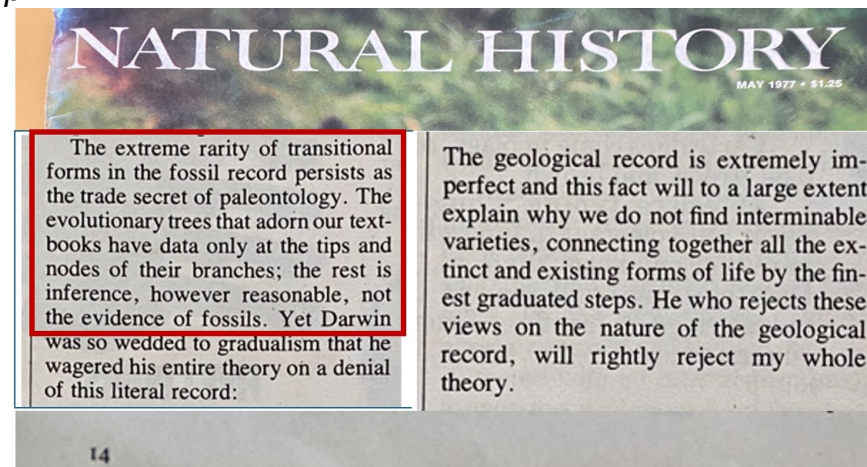 NATURAL HISTORY
MAY 1977 • $1.25
The extreme rarity of transitional
forms in the fossil record persists as
the trade secret of paleontology. The
evolutionary trees that adorn our text-
books have data only at the tips and
nodes of their branches; the rest is
inference, however reasonable, not
the evidence of fossils. Yet Darwin
was so wedded to gradualism that he
wagered his entire theory on a denial
of this literal record:
The geological record is extremely im-
perfect and this fact will to a large extent
explain why we do not find interminable
varieties, connecting together all the ex-
tinct and existing forms of life by the fin-
est graduated steps. He who rejects these
views on the nature of the geological
record, will rightly reject my whole
theory.
14